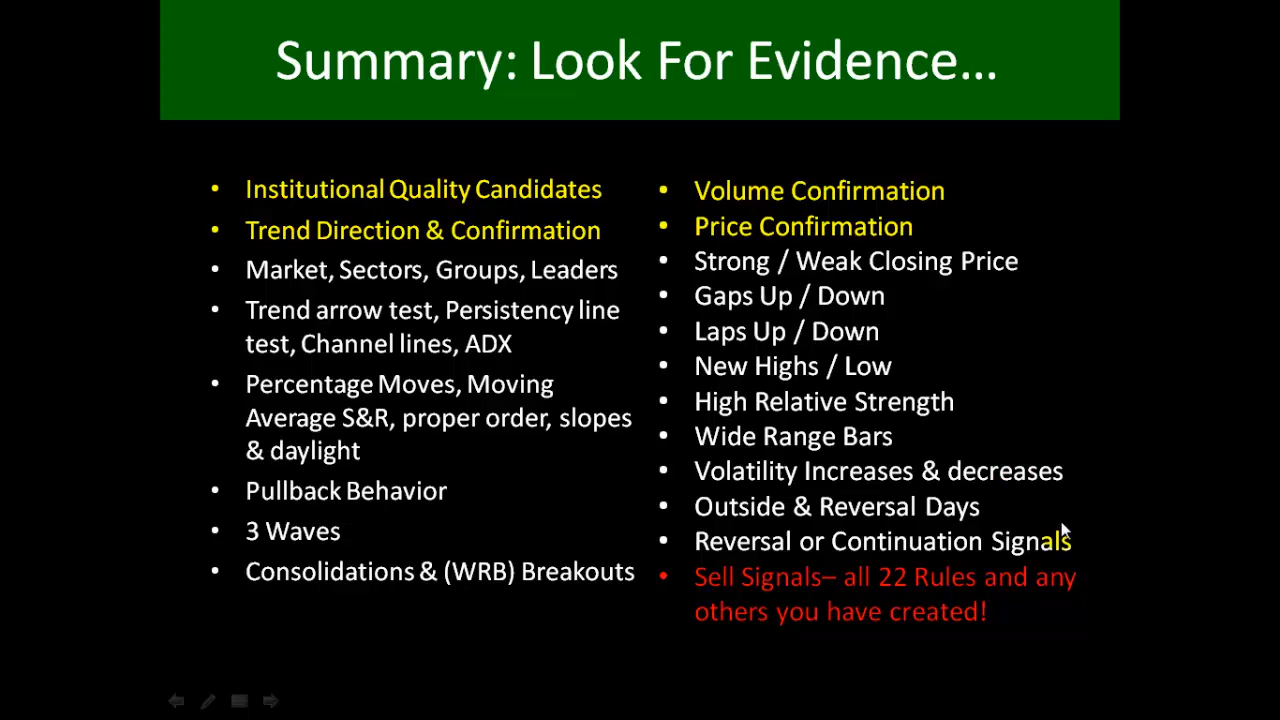 Summary: Look For Evidence...
• Institutional Quality Candidates
• Trend Direction & Confirmation
• Market, Sectors, Groups, Leaders
• Trend arrow test, Persistency line
test, Channel lines, ADX
• Percentage Moves, Moving
Average S&R, proper order, slopes
& daylight
• Pullback Behavior
• 3 Waves
• Consolidations & (WRB) Breakouts
• Volume Confirmation
• Price Confirmation
• Strong / Weak Closing Price
• Gaps Up / Down
• Laps Up / Down
• New Highs / Low
• High Relative Strength
• Wide Range Bars
• Volatility Increases & decreases
• Outside & Reversal Days
• Reversal or Continuation Signals
• Sell Signals– all 22 Rules and any
others you have created!